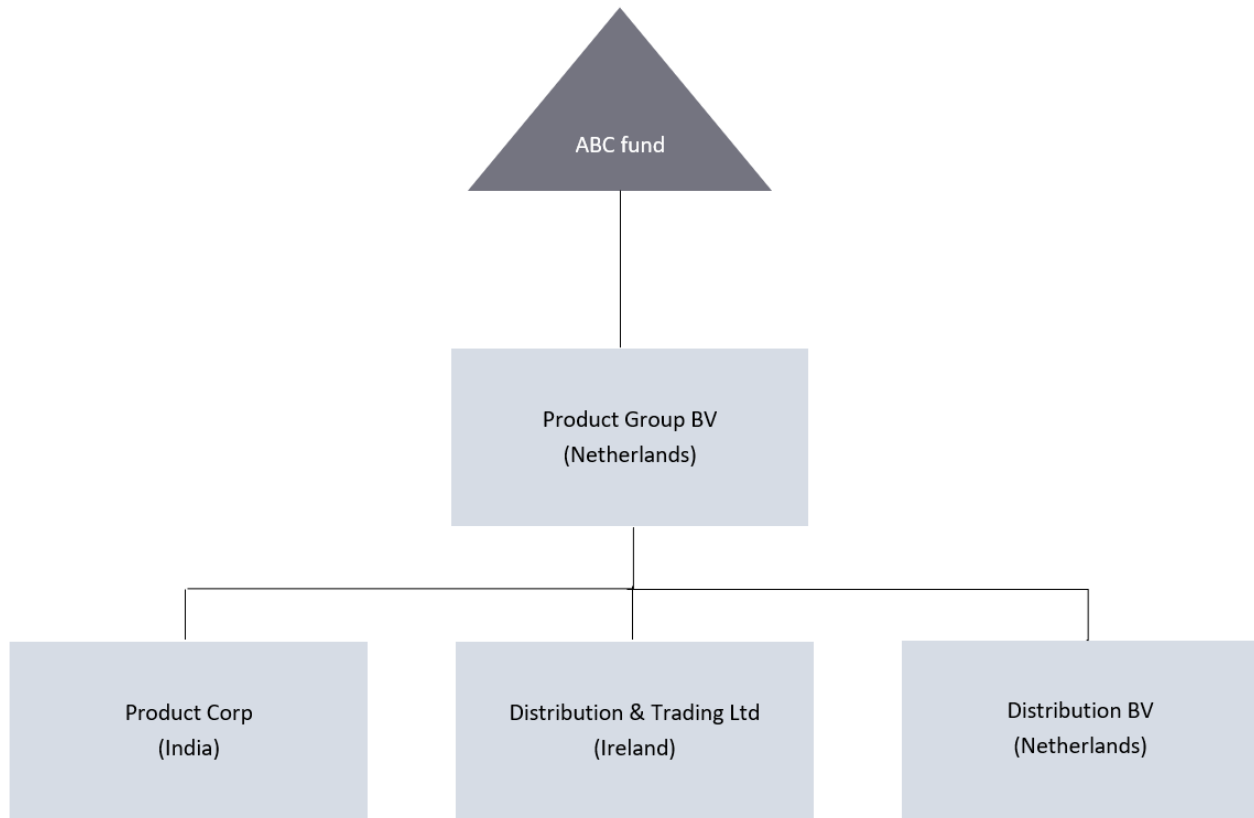 ABC fund
Product Group BV
(Netherlands)
Product Corp
(India)
Distribution & Trading Ltd
(Ireland)
Distribution BV
(Netherlands)